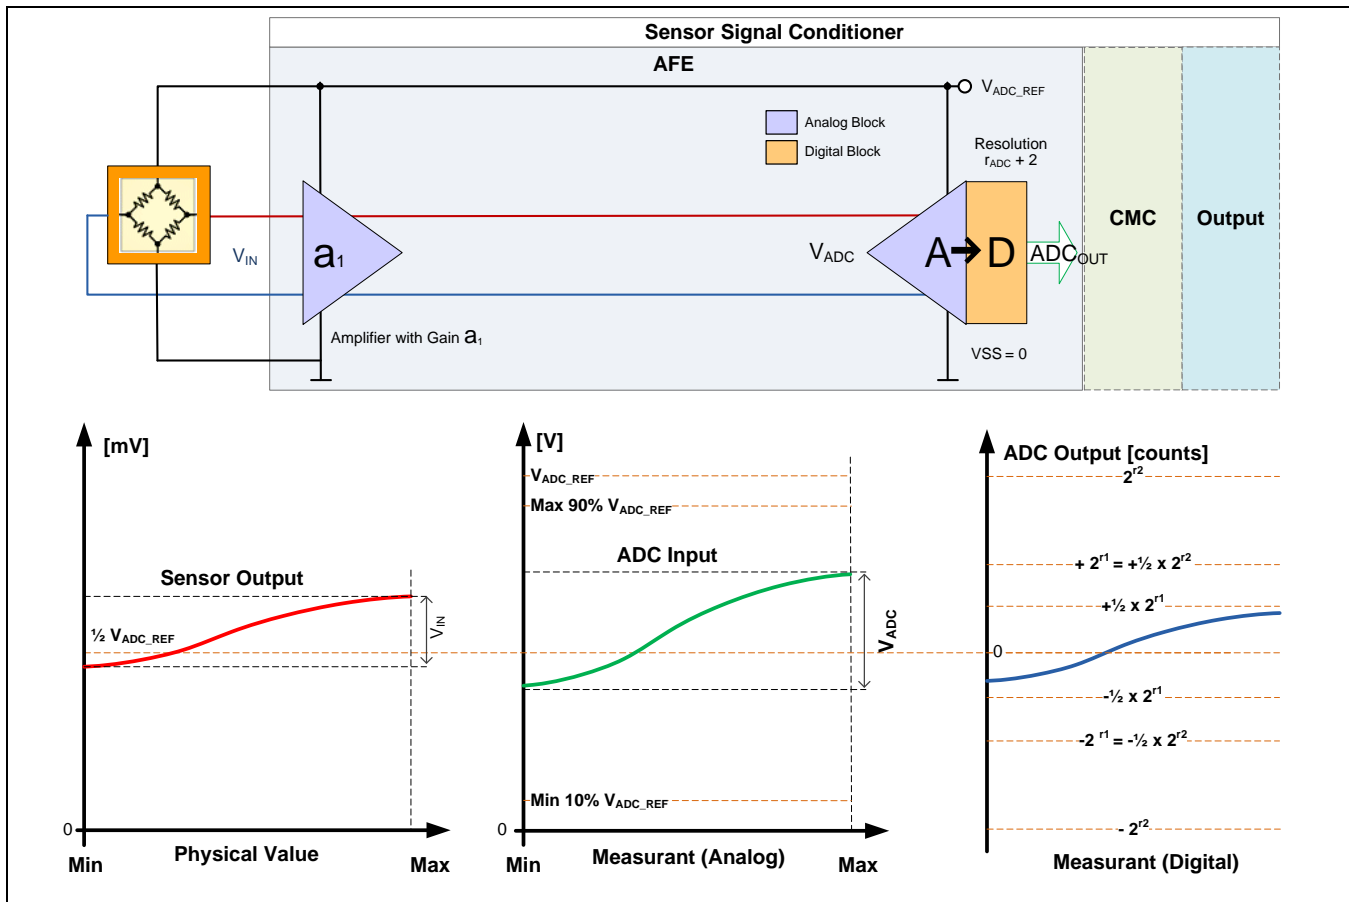 Sensor Signal Conditioner
AFE
V_ADC_REF
Analog Block
Digital Block
Resolution
r_ADC + 2
CMC
Output
V_IN
a₁
V_ADC
A
D
ADC_OUT
Amplifier with Gain a₁
VSS = 0
[mV]
Sensor Output
½ V_ADC_REF
V_IN
0
Min
Physical Value
Max
[V]
V_ADC_REF
Max 90% V_ADC_REF
ADC Input
V_ADC
Min 10% V_ADC_REF
0
Min
Measurant (Analog)
Max
ADC Output [counts]
2^r2
+ 2^r1 = +½ x 2^r2
+½ x 2^r1
0
-½ x 2^r1
-2^r1 = -½ x 2^r2
- 2^r2
Measurant (Digital)